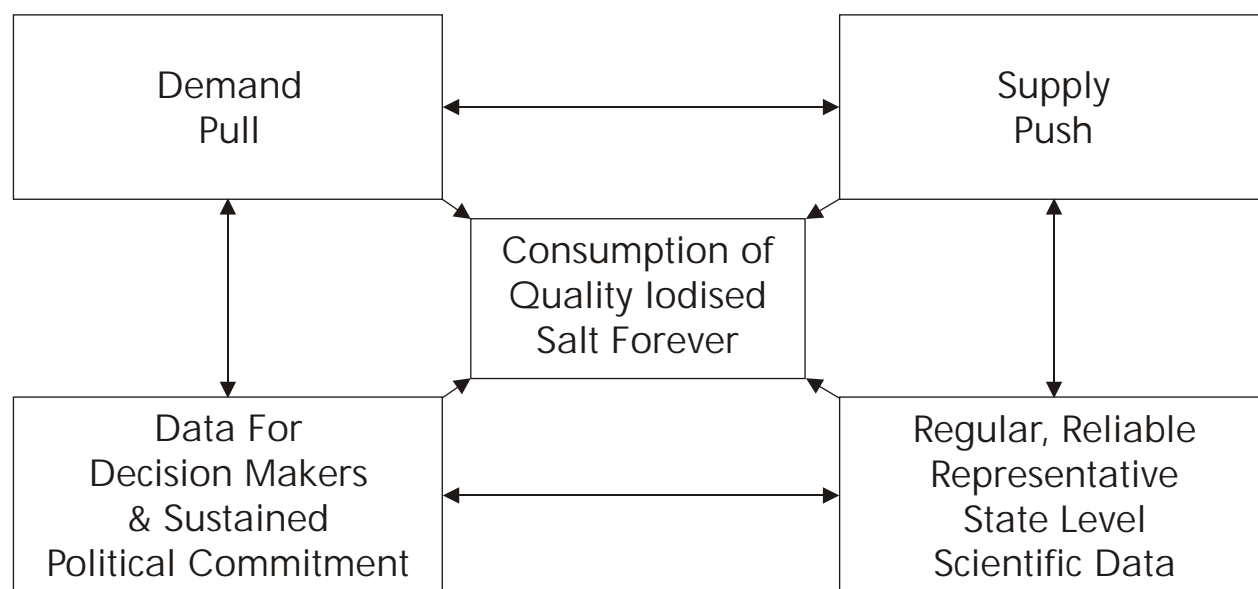 Demand
Pull
Supply
Push
Consumption of
Quality Iodised
Salt Forever
Data For
Decision Makers
& Sustained
Political Commitment
Regular, Reliable
Representative
State Level
Scientific Data